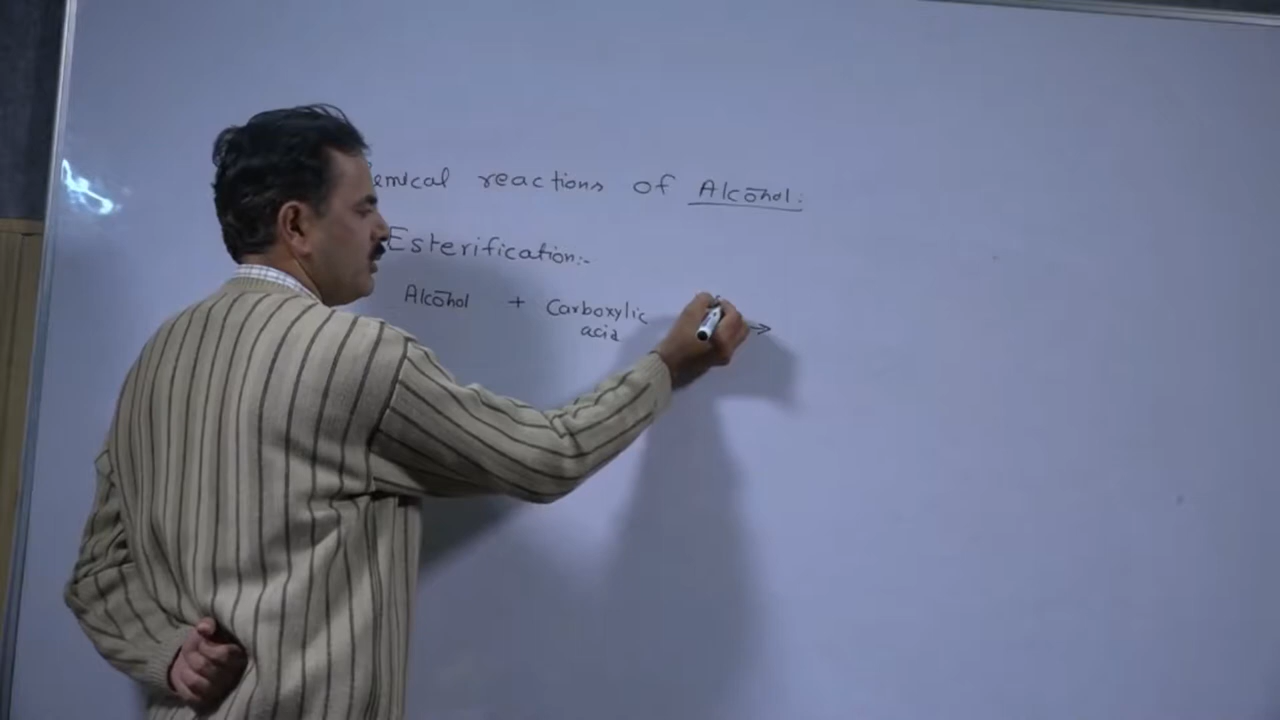 emical reactions of Alcohol:
Esterification:-
Alcohol + Carboxylic →
acid